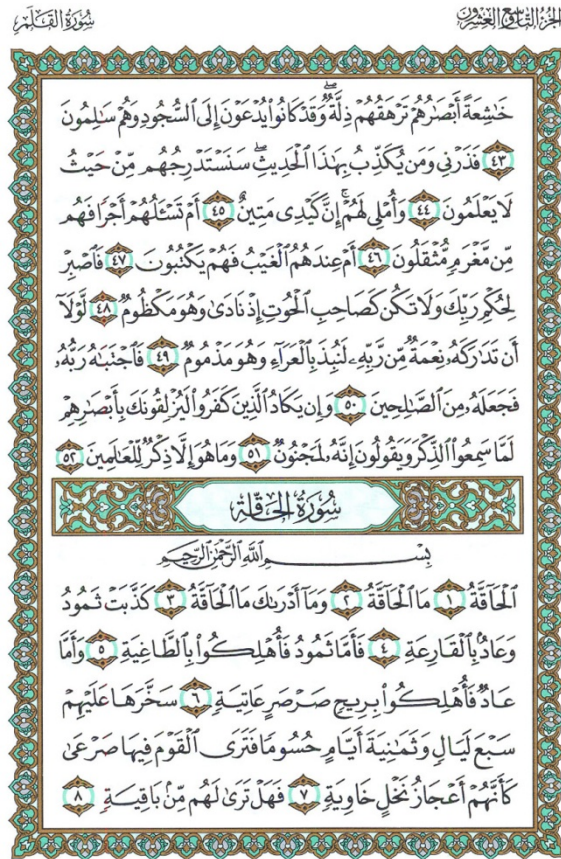 الجزء التاسع والعشرون
سورة القلم
خَٰشِعَةً أَبْصَٰرُهُمْ تَرْهَقُهُمْ ذِلَّةٌۖ وَقَدْ كَانُوا۟ يُدْعَوْنَ إِلَى ٱلسُّجُودِ وَهُمْ سَٰلِمُونَ
٤٣ فَذَرْنِى وَمَن يُكَذِّبُ بِهَٰذَا ٱلْحَدِيثِۖ سَنَسْتَدْرِجُهُم مِّنْ حَيْثُ
لَا يَعْلَمُونَ ٤٤ وَأُمْلِى لَهُمْۚ إِنَّ كَيْدِى مَتِينٌ ٤٥ أَمْ تَسْـَٔلُهُمْ أَجْرًا فَهُم
مِّن مَّغْرَمٍ مُّثْقَلُونَ ٤٦ أَمْ عِندَهُمُ ٱلْغَيْبُ فَهُمْ يَكْتُبُونَ ٤٧ فَٱصْبِرْ
لِحُكْمِ رَبِّكَ وَلَا تَكُن كَصَاحِبِ ٱلْحُوتِ إِذْ نَادَىٰ وَهُوَ مَكْظُومٌ ٤٨ لَّوْلَآ
أَن تَدَٰرَكَهُۥ نِعْمَةٌ مِّن رَّبِّهِۦ لَنُبِذَ بِٱلْعَرَآءِ وَهُوَ مَذْمُومٌ ٤٩ فَٱجْتَبَٰهُ رَبُّهُۥ
فَجَعَلَهُۥ مِنَ ٱلصَّٰلِحِينَ ٥٠ وَإِن يَكَادُ ٱلَّذِينَ كَفَرُوا۟ لَيُزْلِقُونَكَ بِأَبْصَٰرِهِمْ
لَمَّا سَمِعُوا۟ ٱلذِّكْرَ وَيَقُولُونَ إِنَّهُۥ لَمَجْنُونٌ ٥١ وَمَا هُوَ إِلَّا ذِكْرٌ لِّلْعَٰلَمِينَ ٥٢
سُورَةُ الحَاقَّة
بِسْمِ ٱللَّهِ ٱلرَّحْمَٰنِ ٱلرَّحِيمِ
ٱلْحَآقَّةُ ١ مَا ٱلْحَآقَّةُ ٢ وَمَآ أَدْرَىٰكَ مَا ٱلْحَآقَّةُ ٣ كَذَّبَتْ ثَمُودُ
وَعَادٌۢ بِٱلْقَارِعَةِ ٤ فَأَمَّا ثَمُودُ فَأُهْلِكُوا۟ بِٱلطَّاغِيَةِ ٥ وَأَمَّا
عَادٌ فَأُهْلِكُوا۟ بِرِيحٍ صَرْصَرٍ عَاتِيَةٍ ٦ سَخَّرَهَا عَلَيْهِمْ
سَبْعَ لَيَالٍ وَثَمَٰنِيَةَ أَيَّامٍ حُسُومًا فَتَرَى ٱلْقَوْمَ فِيهَا صَرْعَىٰ
كَأَنَّهُمْ أَعْجَازُ نَخْلٍ خَاوِيَةٍ ٧ فَهَلْ تَرَىٰ لَهُم مِّنۢ بَاقِيَةٍ ٨